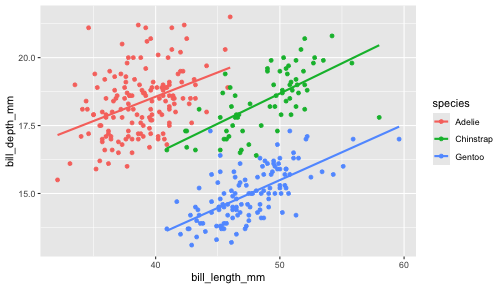 20.0
17.5
15.0
bill_depth_mm
40
50
60
bill_length_mm
species
Adelie
Chinstrap
Gentoo